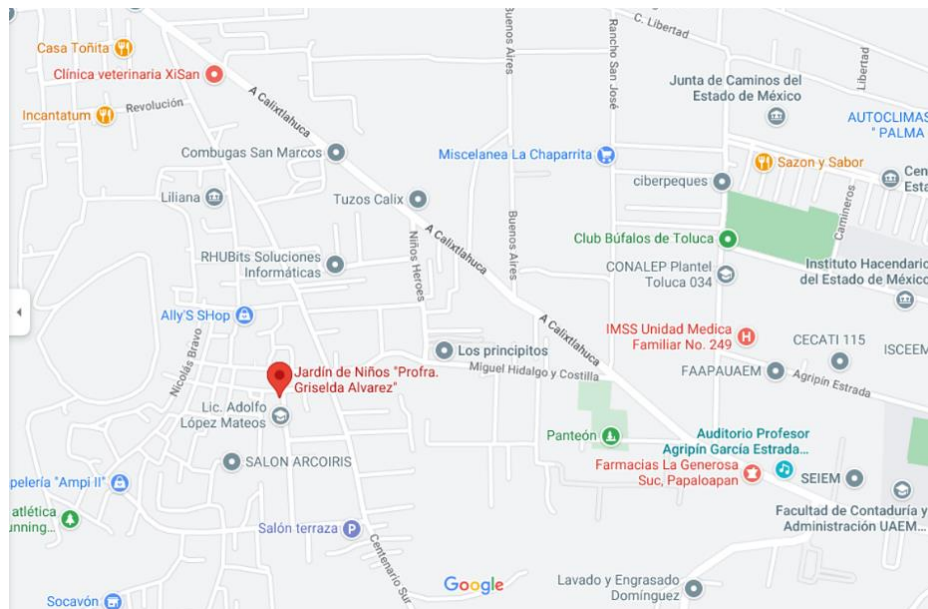 Casa Toñita
Clínica veterinaria XiSan
Incantatum
Revolución
A Calixtlahuaca
Combugas San Marcos
Buenos Aires
Rancho San José
C. Libertad
Libertad
Junta de Caminos del
Estado de México
AUTOCLIMAS
" PALMA
Miscelanea La Chaparrita
Sazon y Sabor
ciberpeques
Cen
Esta
Liliana
Tuzos Calix
A Calixtlahuaca
Niños Heroes
Buenos Aires
Camineros
Club Búfalos de Toluca
RHUBits Soluciones
Informáticas
CONALEP Plantel
Toluca 034
Instituto Hacendario
del Estado de México
Ally'S SHop
Nicolás Bravo
A Calixtlahuaca
IMSS Unidad Medica
Familiar No. 249
CECATI 115
ISCEEM
Los principitos
Miguel Hidalgo y Costilla
FAAPAUAEM
Agripín Estrada
Jardín de Niños "Profra.
Griselda Alvarez"
Lic. Adolfo
López Mateos
Panteón
Auditorio Profesor
Agripín García Estrada...
SALON ARCOIRIS
Farmacias La Generosa
Suc, Papaloapan
SEIEM
pelería "Ampi II"
atlética
unning...
Facultad de Contaduría y
Administración UAEM...
Salón terraza
P
Centenario Sur
Google
Lavado y Engrasado
Domínguez
Socavón